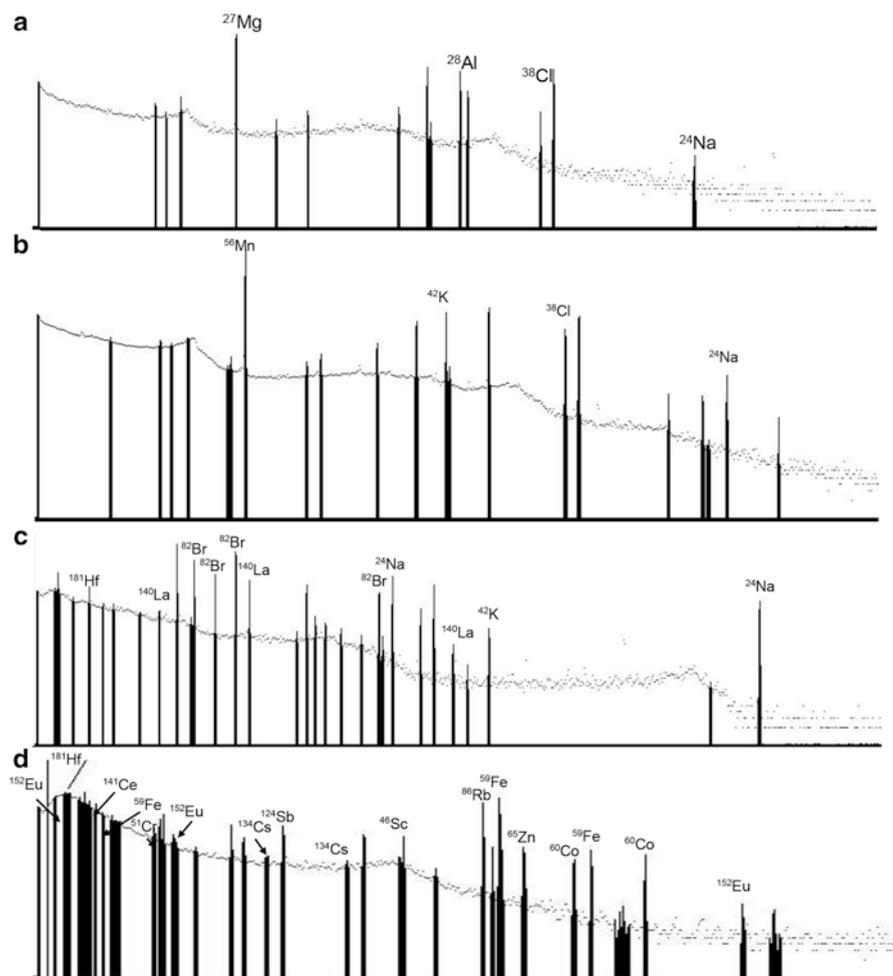 a
²⁷Mg
²⁸Al
³⁸Cl
²⁴Na
b
⁵⁶Mn
⁴²K
³⁸Cl
²⁴Na
c
⁸²Br
⁸²Br
⁸²Br
¹⁸¹Hf
¹⁴⁰La
¹⁴⁰La
²⁴Na
⁸²Br
¹⁴⁰La
⁴²K
²⁴Na
d
¹⁸¹Hf
¹⁵²Eu
¹⁴¹Ce
⁵⁹Fe
⁵¹Cr
¹⁵²Eu
¹³⁴Cs
¹²⁴Sb
¹³⁴Cs
⁴⁶Sc
⁸⁶Rb
⁵⁹Fe
⁶⁵Zn
⁶⁰Co
⁵⁹Fe
⁶⁰Co
¹⁵²Eu